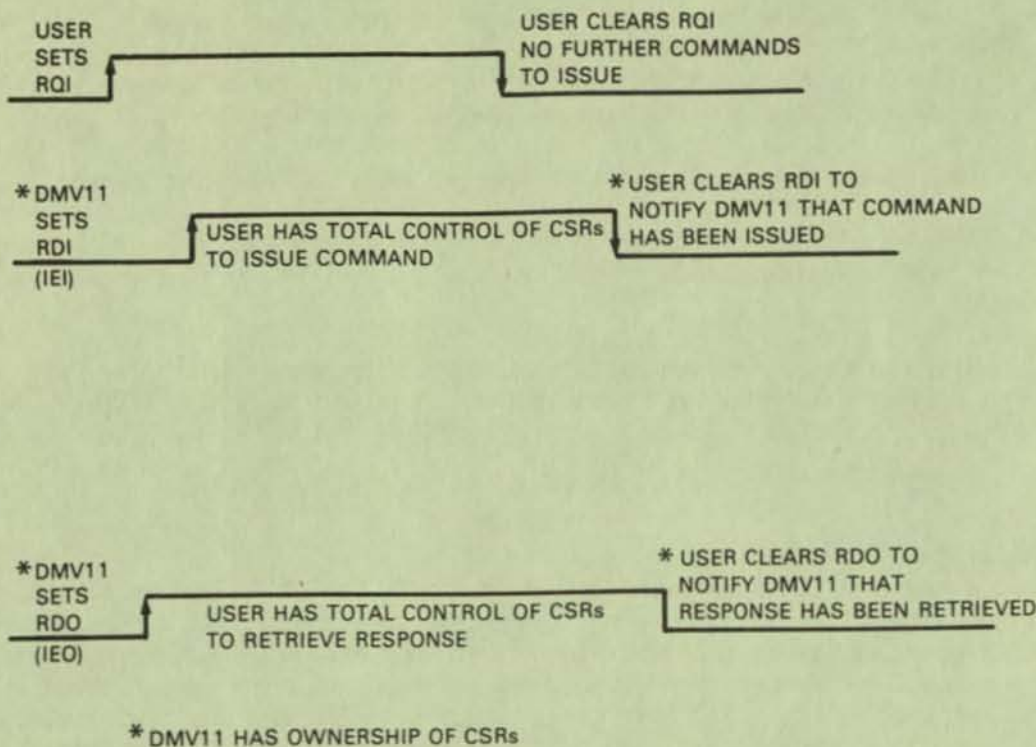 USER
SETS
RQI
USER CLEARS RQI
NO FURTHER COMMANDS
TO ISSUE
* DMV11
SETS
RDI
(IEI)
USER HAS TOTAL CONTROL OF CSRs
TO ISSUE COMMAND
* USER CLEARS RDI TO
NOTIFY DMV11 THAT COMMAND
HAS BEEN ISSUED
* DMV11
SETS
RDO
(IEO)
USER HAS TOTAL CONTROL OF CSRs
TO RETRIEVE RESPONSE
* USER CLEARS RDO TO
NOTIFY DMV11 THAT
RESPONSE HAS BEEN RETRIEVED
* DMV11 HAS OWNERSHIP OF CSRs